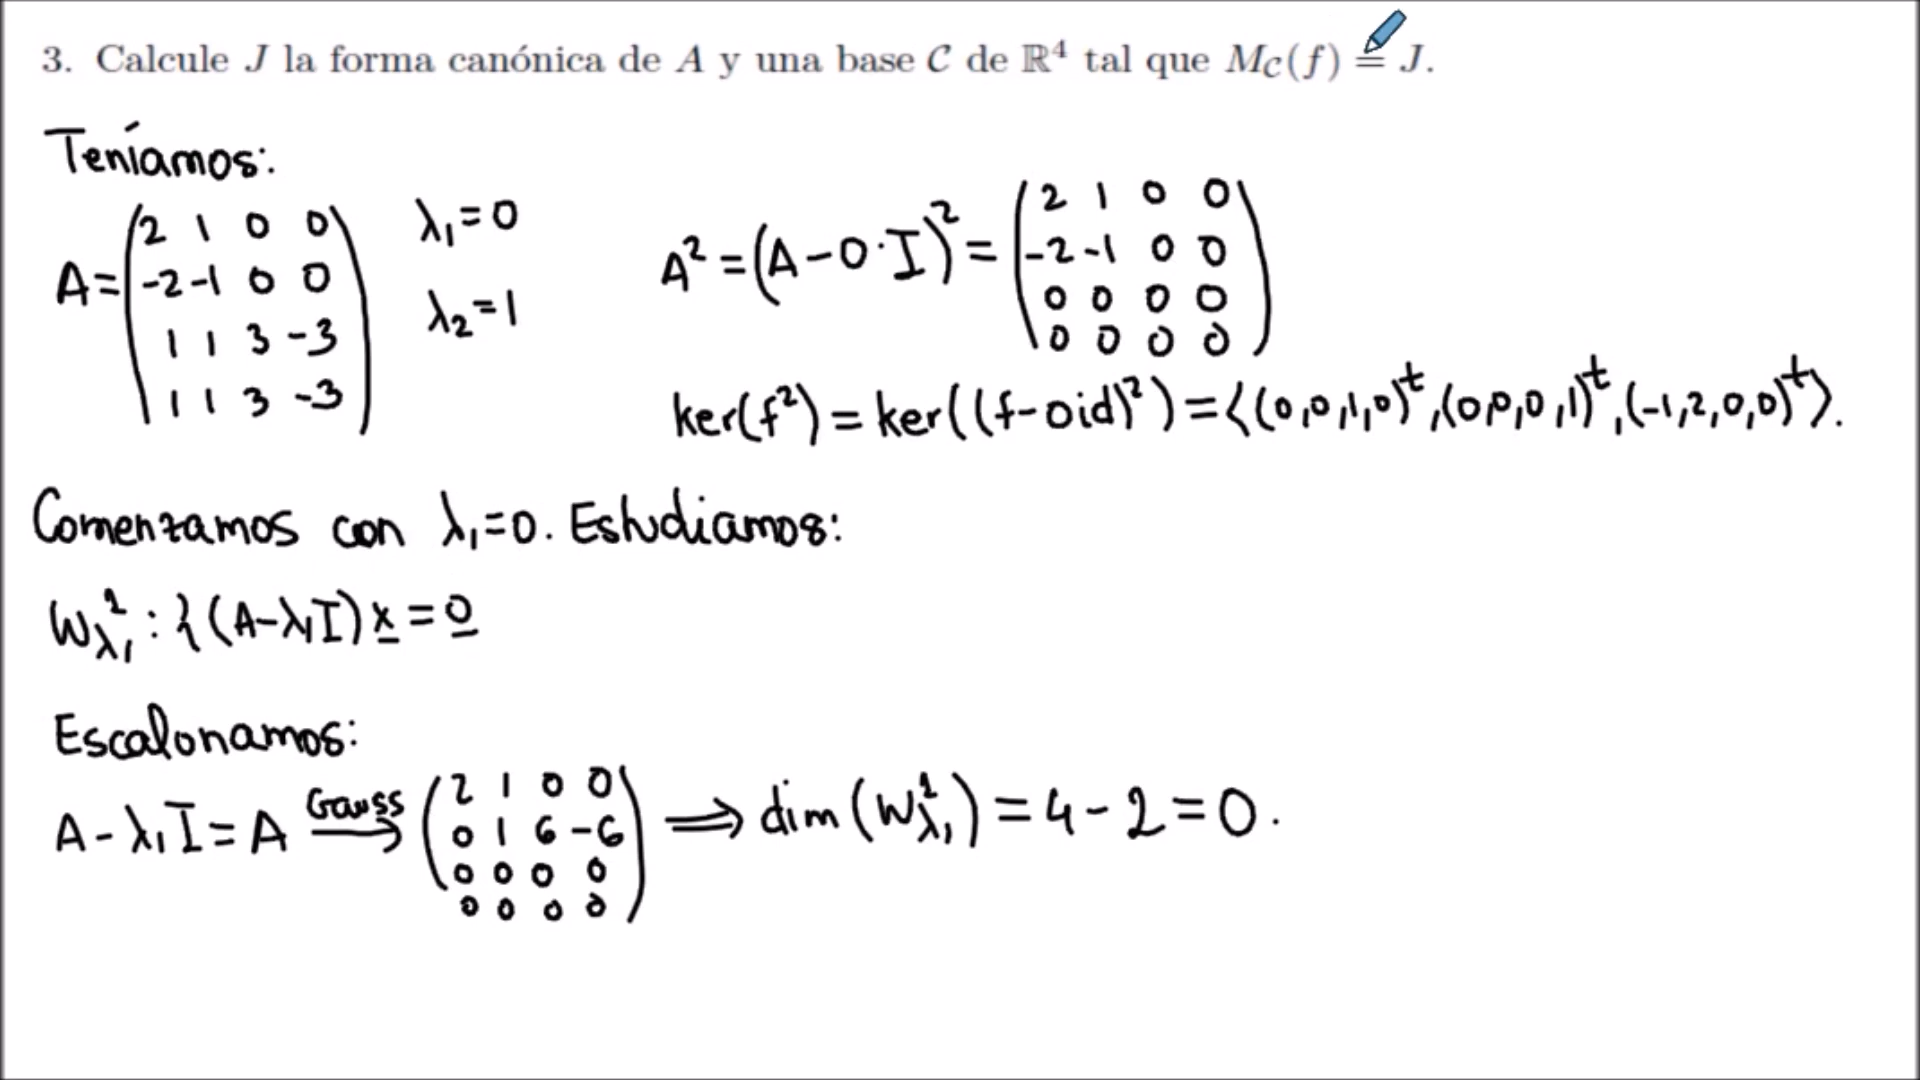 3. Calcule J la forma canónica de A y una base C de ℝ⁴ tal que M_C(f) = J.
Teníamos:
A = (2 1 0 0; -2 -1 0 0; 1 1 3 -3; 1 1 3 -3) λ₁=0 λ₂=1
A² = (A-0·I)² = (2 1 0 0; -2 -1 0 0; 0 0 0 0; 0 0 0 0)
ker(f²) = ker((f-0id)²) = <(0,0,1,0)ᵗ,(0,0,0,1)ᵗ,(-1,2,0,0)ᵗ>.
Comenzamos con λ₁=0. Estudiamos:
W¹_λ₁ : {(A-λ₁I)x = 0
Escalonamos:
A-λ₁I = A Gauss→ (2 1 0 0; 0 1 6 -6; 0 0 0 0; 0 0 0 0) ⟹ dim(W¹_λ₁) = 4-2 = 0.